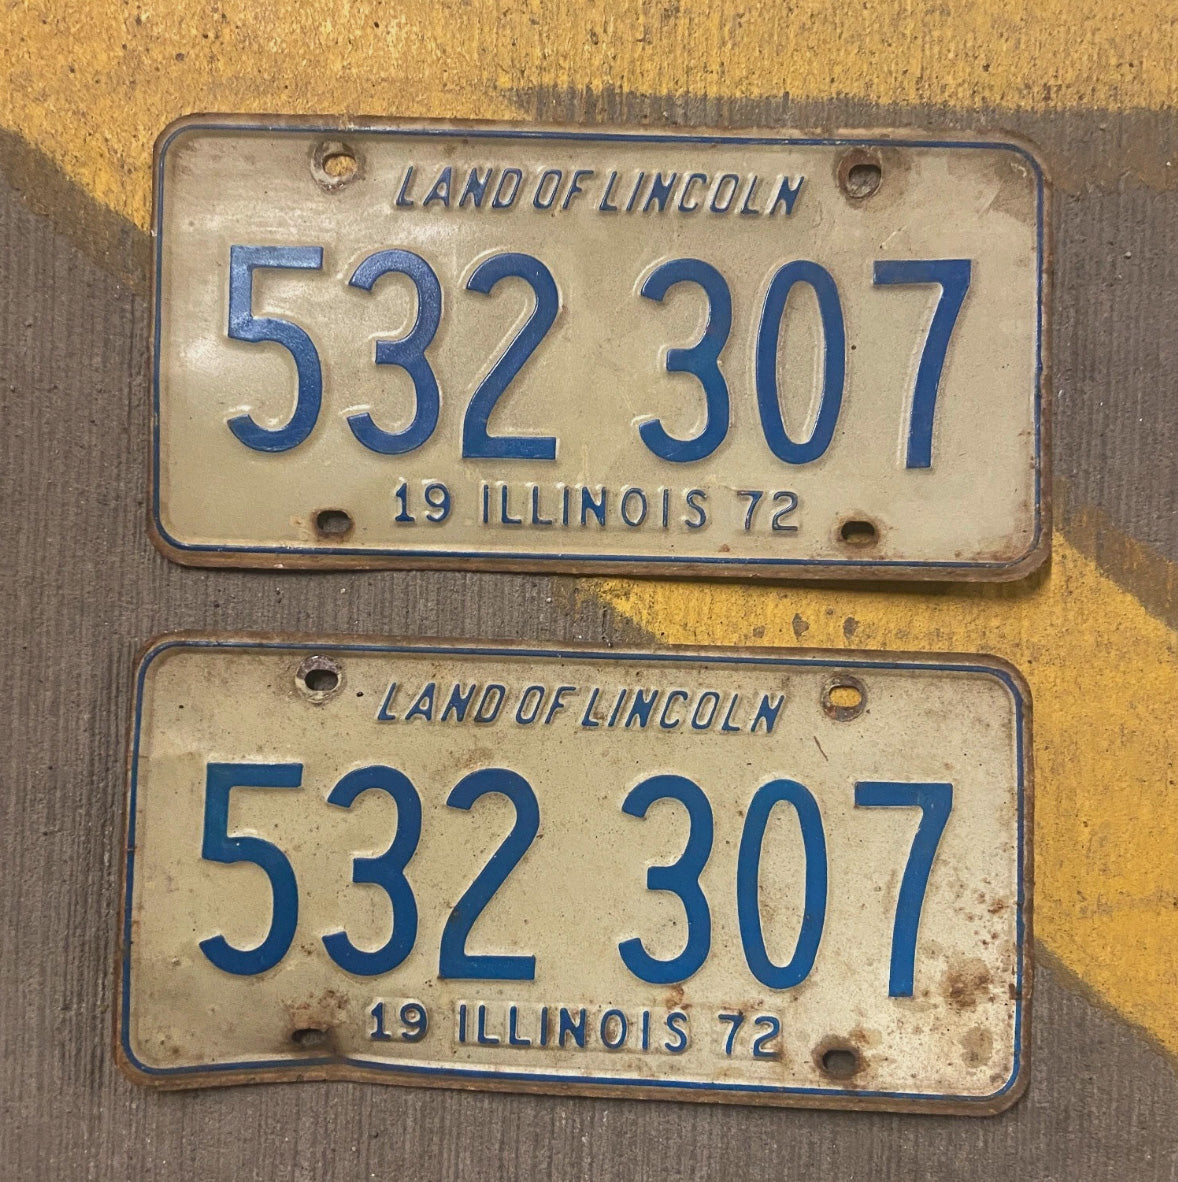 LAND OF LINCOLN
532 307
19 ILLINOIS 72
LAND OF LINCOLN
532 307
19 ILLINOIS 72